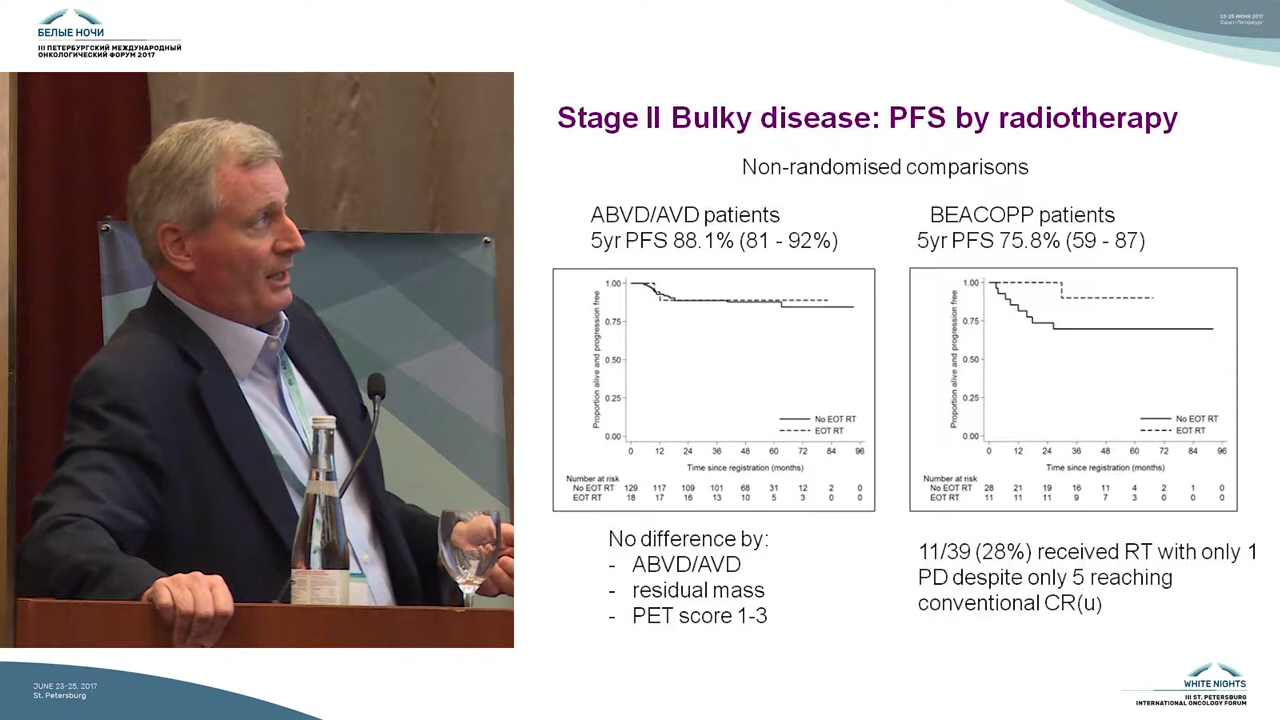 БЕЛЫЕ НОЧИ
III ПЕТЕРБУРГСКИЙ МЕЖДУНАРОДНЫЙ
ОНКОЛОГИЧЕСКИЙ ФОРУМ 2017
23-25 ИЮНЯ 2017
Санкт-Петербург
Stage II Bulky disease: PFS by radiotherapy
Non-randomised comparisons
ABVD/AVD patients
5yr PFS 88.1% (81 - 92%)
Proportion alive and progression free
1.00
0.75
0.50
0.25
0.00
No EOT RT
EOT RT
0 12 24 36 48 60 72 84 96
Time since registration (months)
Number at risk
No EOT RT 129 117 109 101 68 31 12 2 0
EOT RT 18 17 16 13 10 5 3 0 0
No difference by:
- ABVD/AVD
- residual mass
- PET score 1-3
BEACOPP patients
5yr PFS 75.8% (59 - 87)
Proportion alive and progression free
1.00
0.75
0.50
0.25
0.00
No EOT RT
EOT RT
0 12 24 36 48 60 72 84 96
Time since registration (months)
Number at risk
No EOT RT 28 21 19 16 11 4 2 1 0
EOT RT 11 11 11 9 7 3 0 0 0
11/39 (28%) received RT with only 1
PD despite only 5 reaching
conventional CR(u)
JUNE 23-25, 2017
St. Petersburg
WHITE NIGHTS
III ST. PETERSBURG
INTERNATIONAL ONCOLOGY FORUM